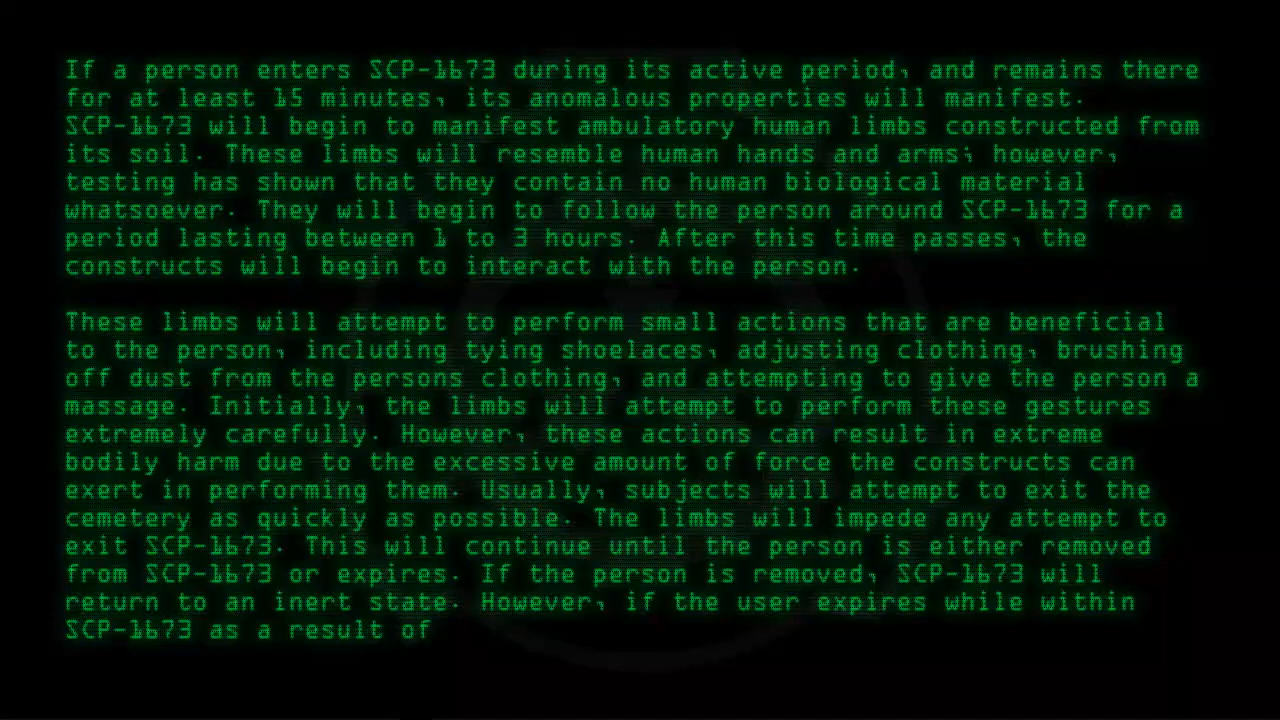 If a person enters SCP-1673 during its active period, and remains there
for at least 15 minutes, its anomalous properties will manifest.
SCP-1673 will begin to manifest ambulatory human limbs constructed from
its soil. These limbs will resemble human hands and arms; however,
testing has shown that they contain no human biological material
whatsoever. They will begin to follow the person around SCP-1673 for a
period lasting between 1 to 3 hours. After this time passes, the
constructs will begin to interact with the person.
These limbs will attempt to perform small actions that are beneficial
to the person, including tying shoelaces, adjusting clothing, brushing
off dust from the persons clothing, and attempting to give the person a
massage. Initially, the limbs will attempt to perform these gestures
extremely carefully. However, these actions can result in extreme
bodily harm due to the excessive amount of force the constructs can
exert in performing them. Usually, subjects will attempt to exit the
cemetery as quickly as possible. The limbs will impede any attempt to
exit SCP-1673. This will continue until the person is either removed
from SCP-1673 or expires. If the person is removed, SCP-1673 will
return to an inert state. However, if the user expires while within
SCP-1673 as a result of